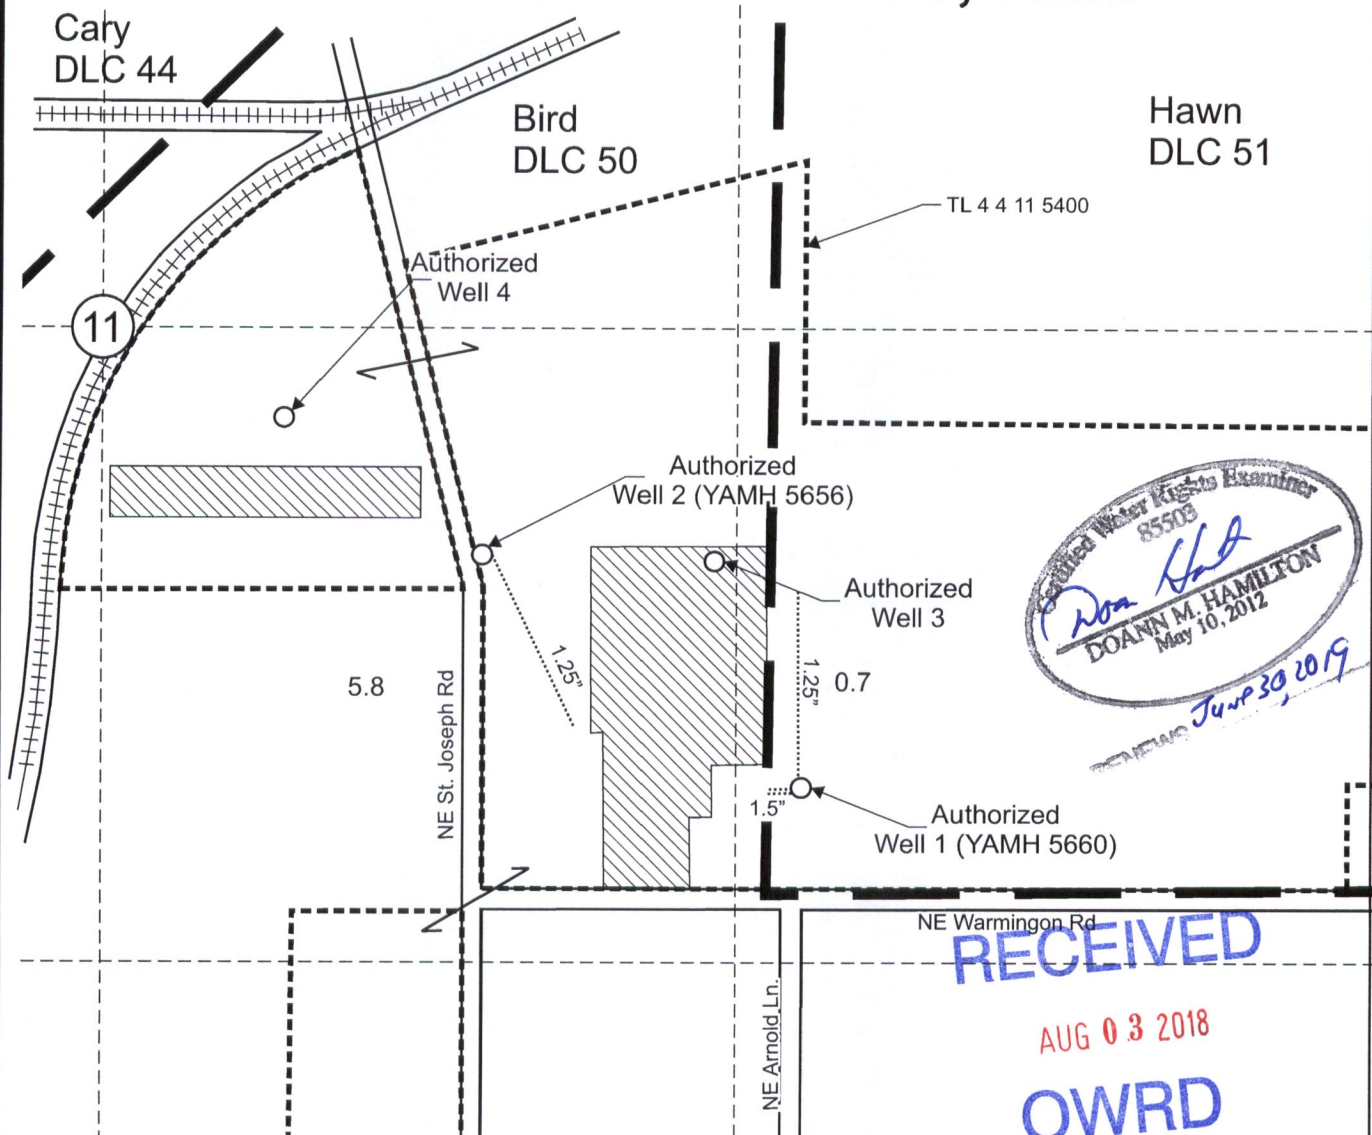 Cary
DLC 44
Bird
DLC 50
Hawn
DLC 51
TL 4 4 11 5400
Authorized
Well 4
11
Authorized
Well 2 (YAMH 5656)
Authorized
Well 3
1.25"
1.25"
0.7
5.8
NE St. Joseph Rd
1.5"
Authorized
Well 1 (YAMH 5660)
Certified Water Rights Examiner
85503
Doann Hamilton
DOANN M. HAMILTON
May 10, 2012
RENEWS June 30, 2019
NE Warmingon Rd
RECEIVED
AUG 03 2018
OWRD
NE Arnold Ln.